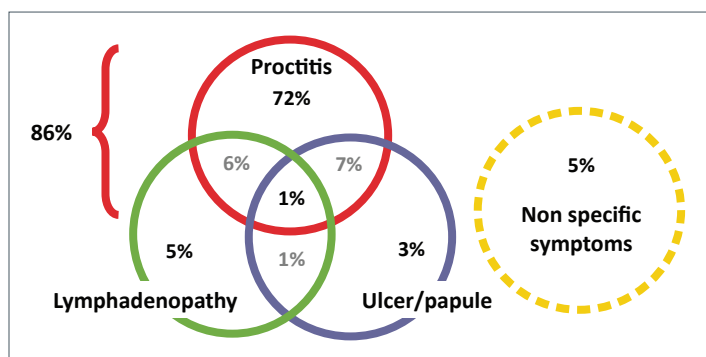 Proctitis
72%
86%
6%
7%
1%
5%
1%
3%
Lymphadenopathy
Ulcer/papule
5%
Non specific
symptoms